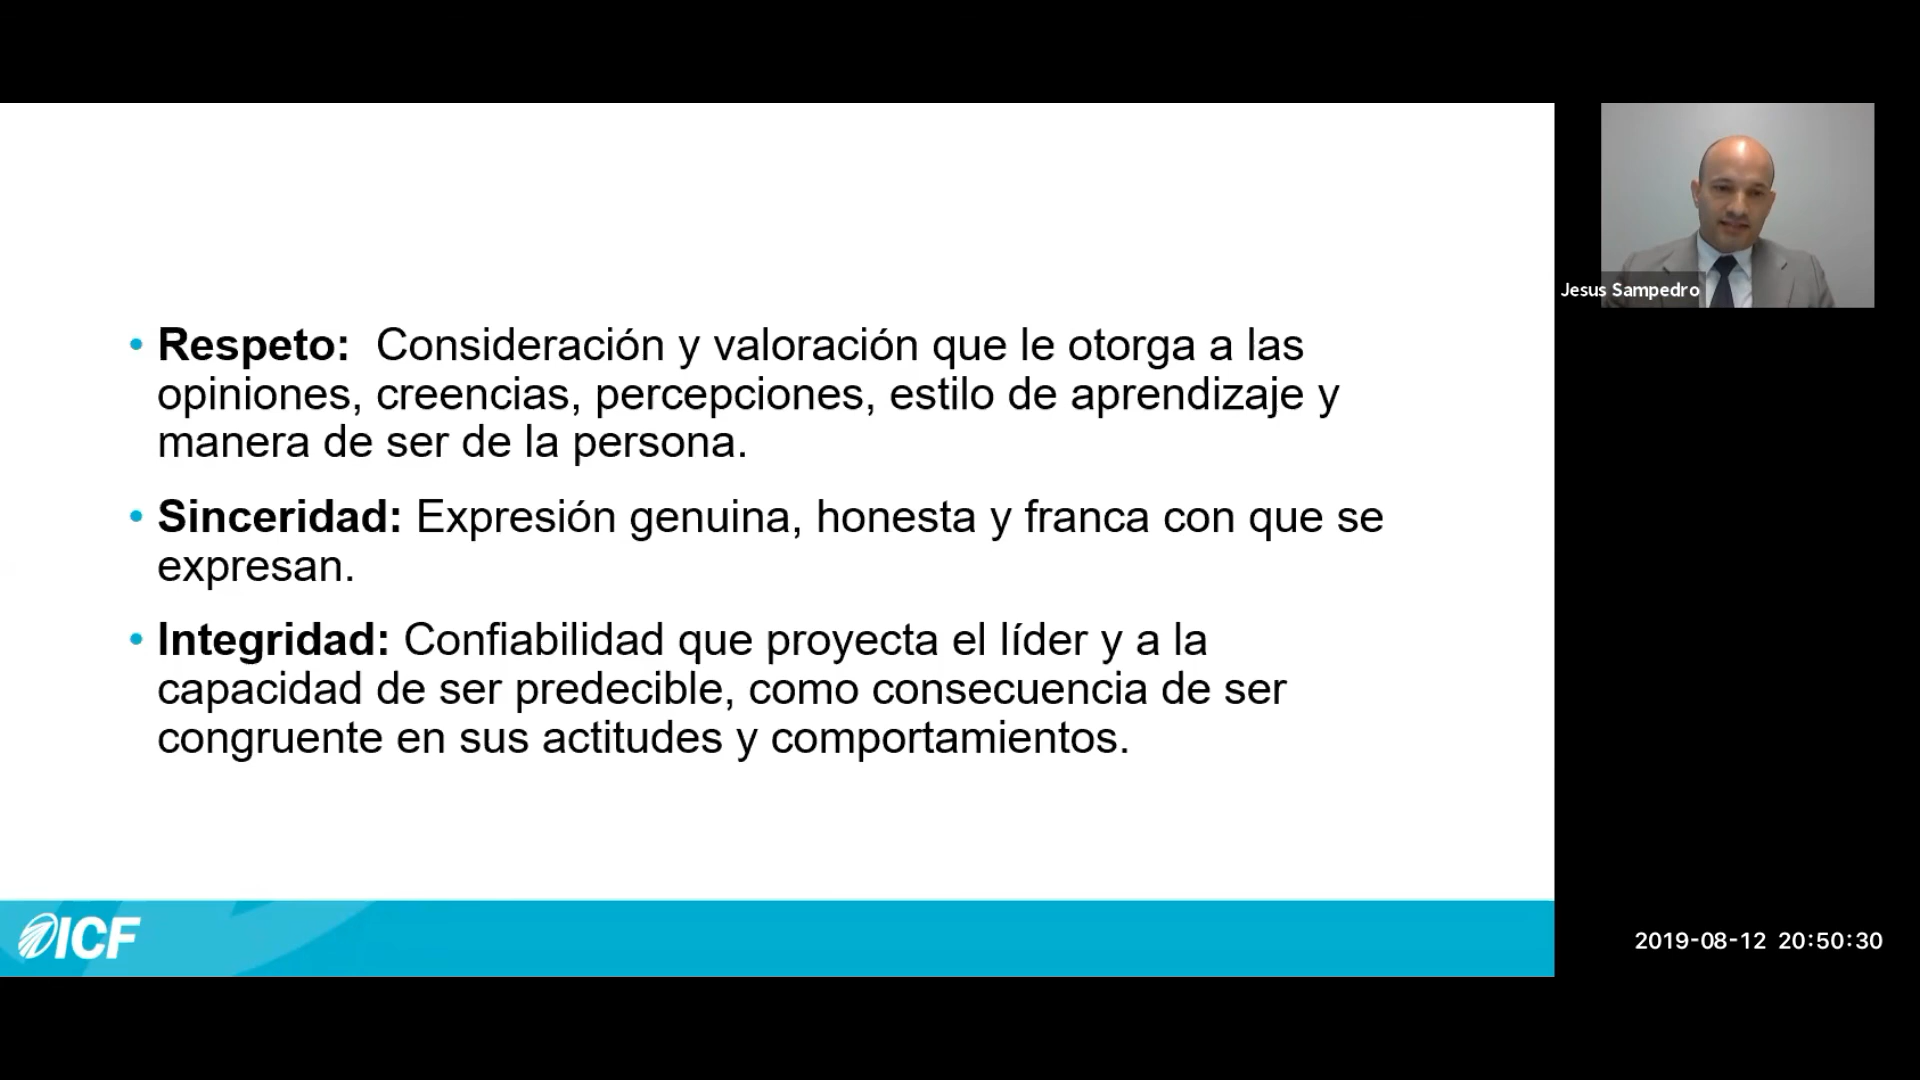 • Respeto: Consideración y valoración que le otorga a las
opiniones, creencias, percepciones, estilo de aprendizaje y
manera de ser de la persona.
• Sinceridad: Expresión genuina, honesta y franca con que se
expresan.
• Integridad: Confiabilidad que proyecta el líder y a la
capacidad de ser predecible, como consecuencia de ser
congruente en sus actitudes y comportamientos.
ICF
Jesus Sampedro
2019-08-12 20:50:30